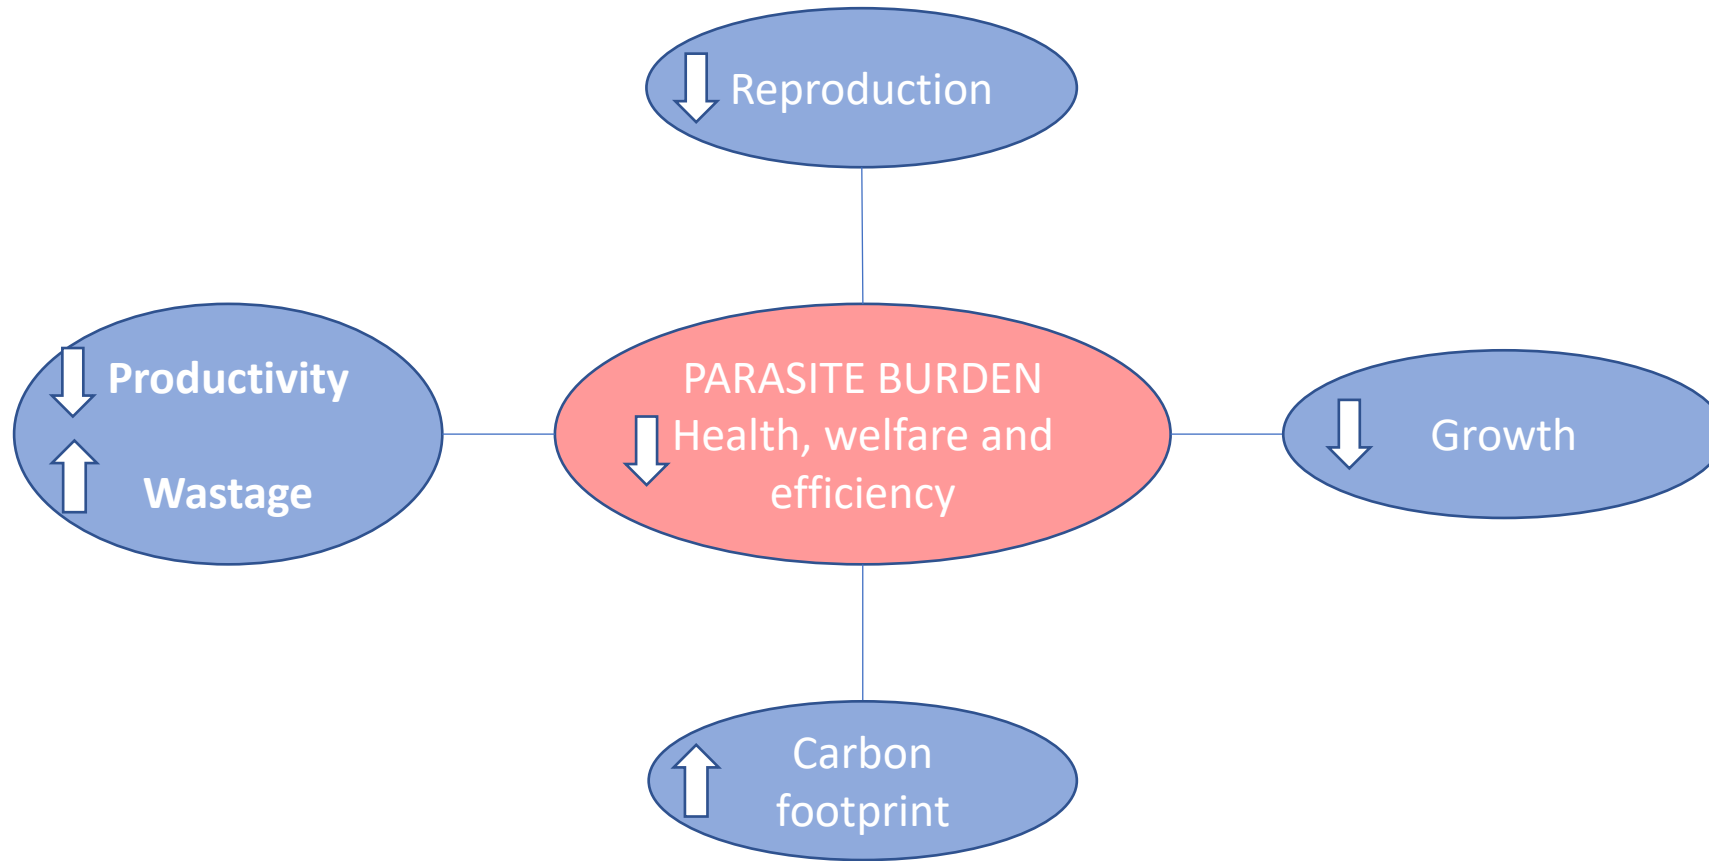 Reproduction
Productivity
Wastage
PARASITE BURDEN
Health, welfare and
efficiency
Growth
Carbon
footprint